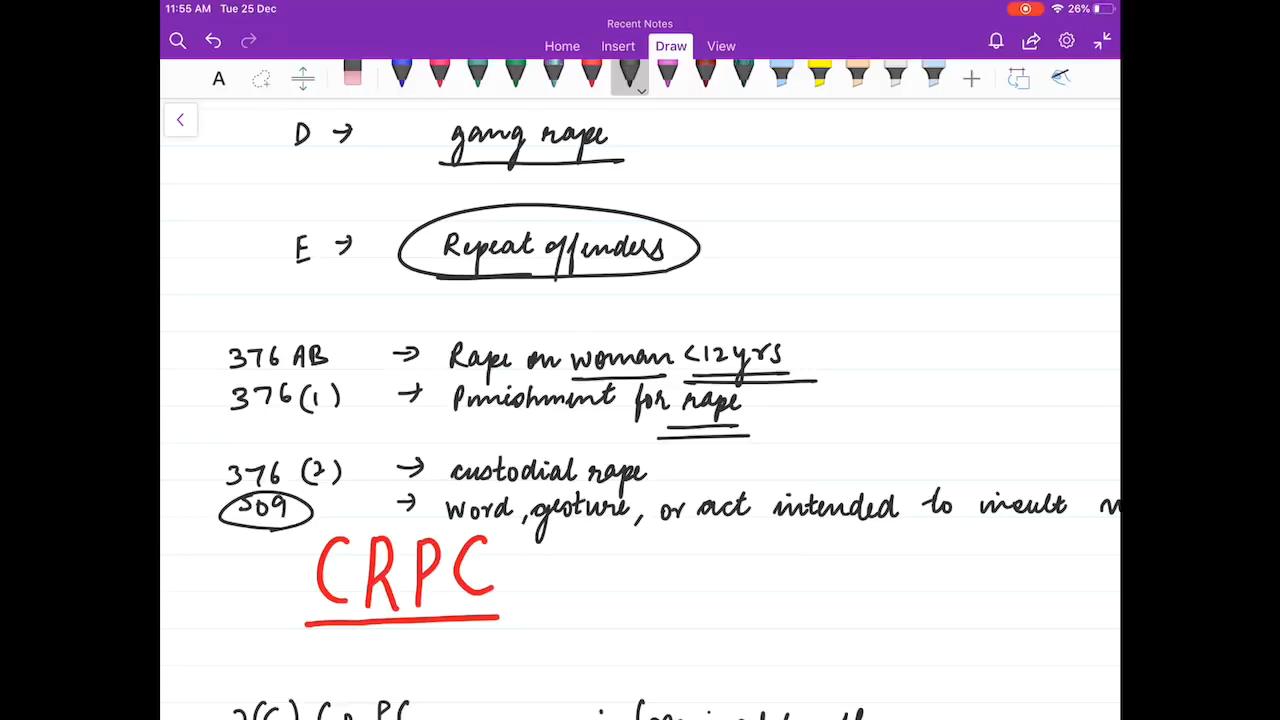 11:55 AM Tue 25 Dec 26%
Recent Notes
Home Insert Draw View
A
D → gang rape
E → Repeat offenders
376 AB → Rape on woman <12yrs
376 (1) → Punishment for rape
376 (2) → custodial rape
509 → word, gesture, or act intended to insult
CRPC